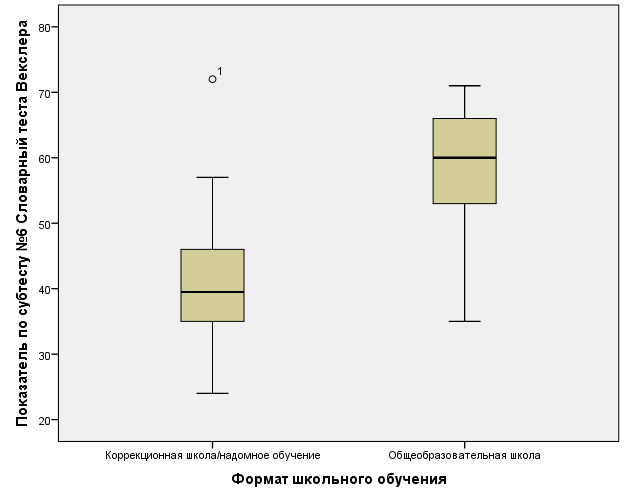 Показатель по субтесту №6 Словарный теста Векслера
80
70
60
50
40
30
20
1
Коррекционная школа/надомное обучение
Общеобразовательная школа
Формат школьного обучения